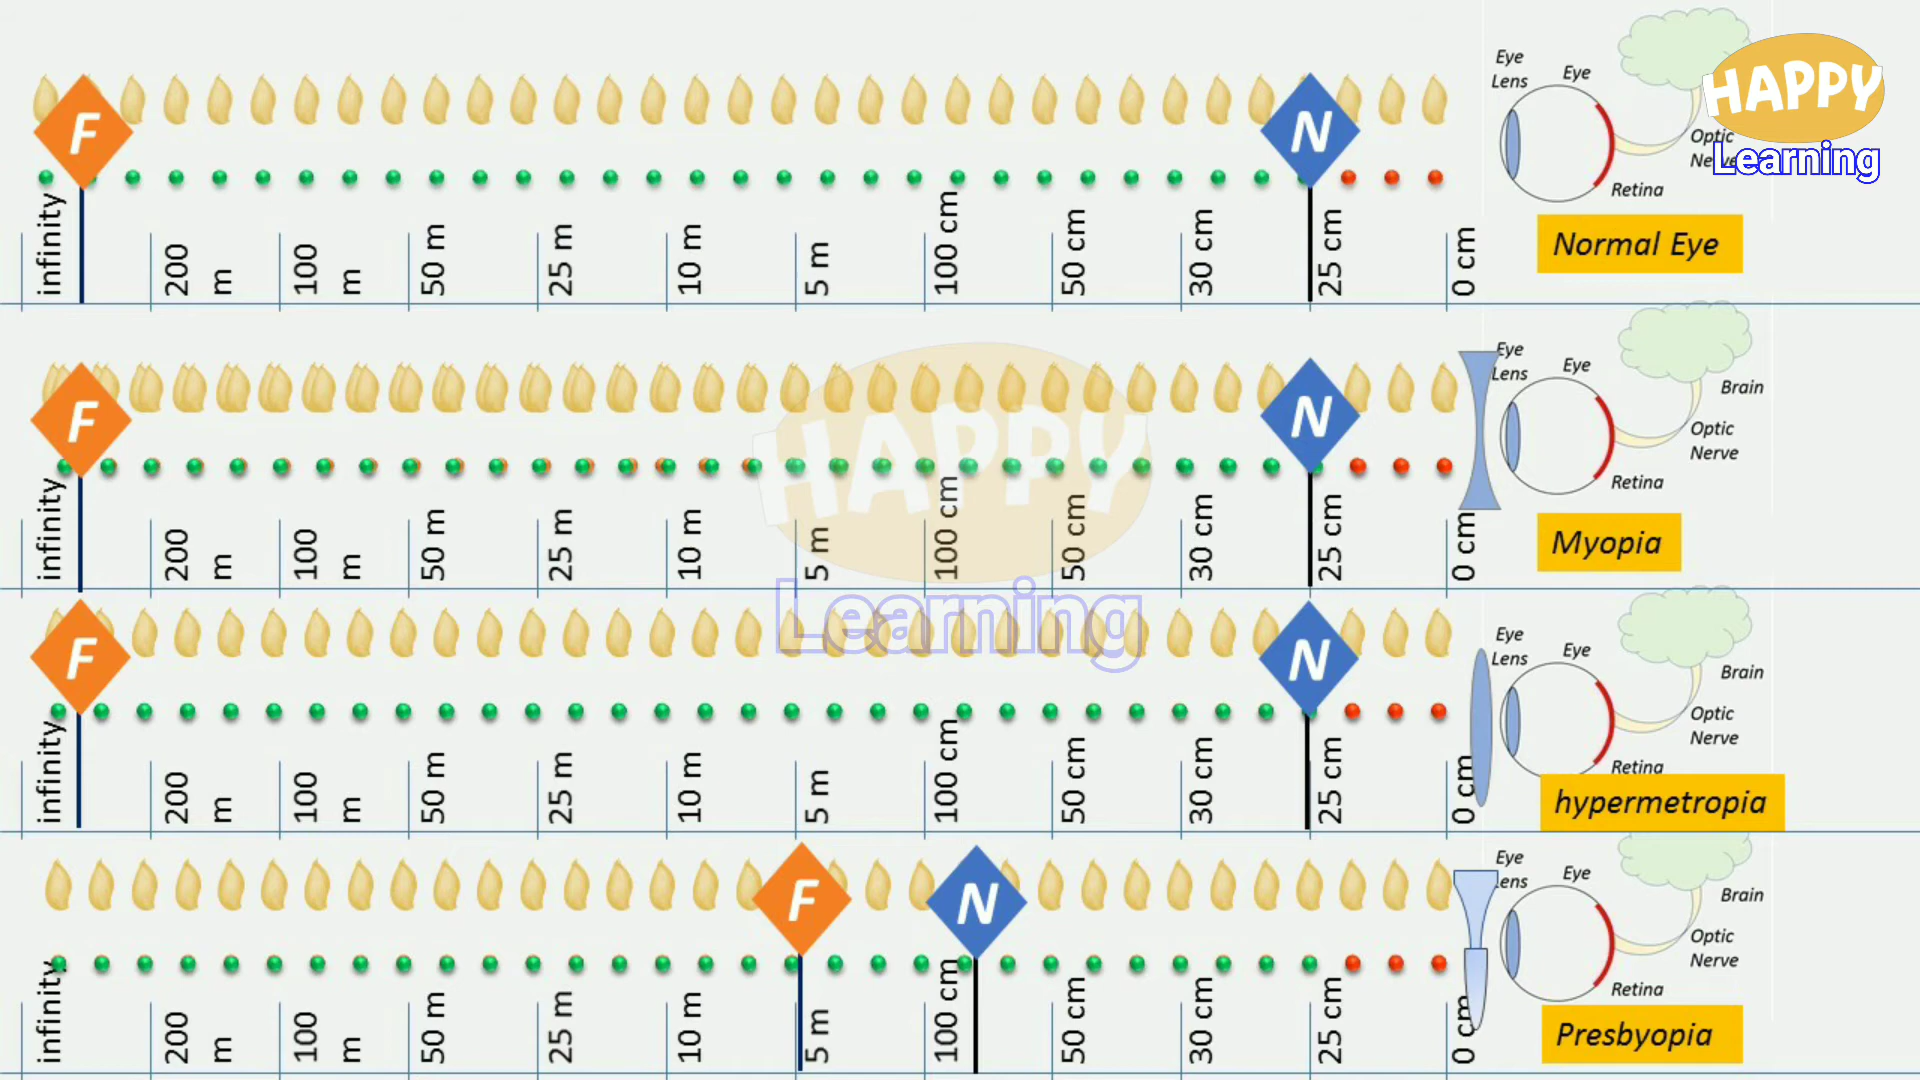 Eye
Lens
Eye
HAPPY
Learning
Optic
Nerve
Retina
F
N
infinity
200
m
100
m
50 m
25 m
10 m
5 m
100 cm
50 cm
30 cm
25 cm
0 cm
Normal Eye
Eye
Lens
Eye
Brain
Optic
Nerve
Retina
F
N
infinity
200
m
100
m
50 m
25 m
10 m
5 m
100 cm
50 cm
30 cm
25 cm
0 cm
Myopia
HAPPY
Learning
Eye
Lens
Eye
Brain
Optic
Nerve
Retina
F
N
infinity
200
m
100
m
50 m
25 m
10 m
5 m
100 cm
50 cm
30 cm
25 cm
0 cm
hypermetropia
Eye
Lens
Eye
Brain
Optic
Nerve
Retina
F
N
infinity
200
m
100
m
50 m
25 m
10 m
5 m
100 cm
50 cm
30 cm
25 cm
0 cm
Presbyopia